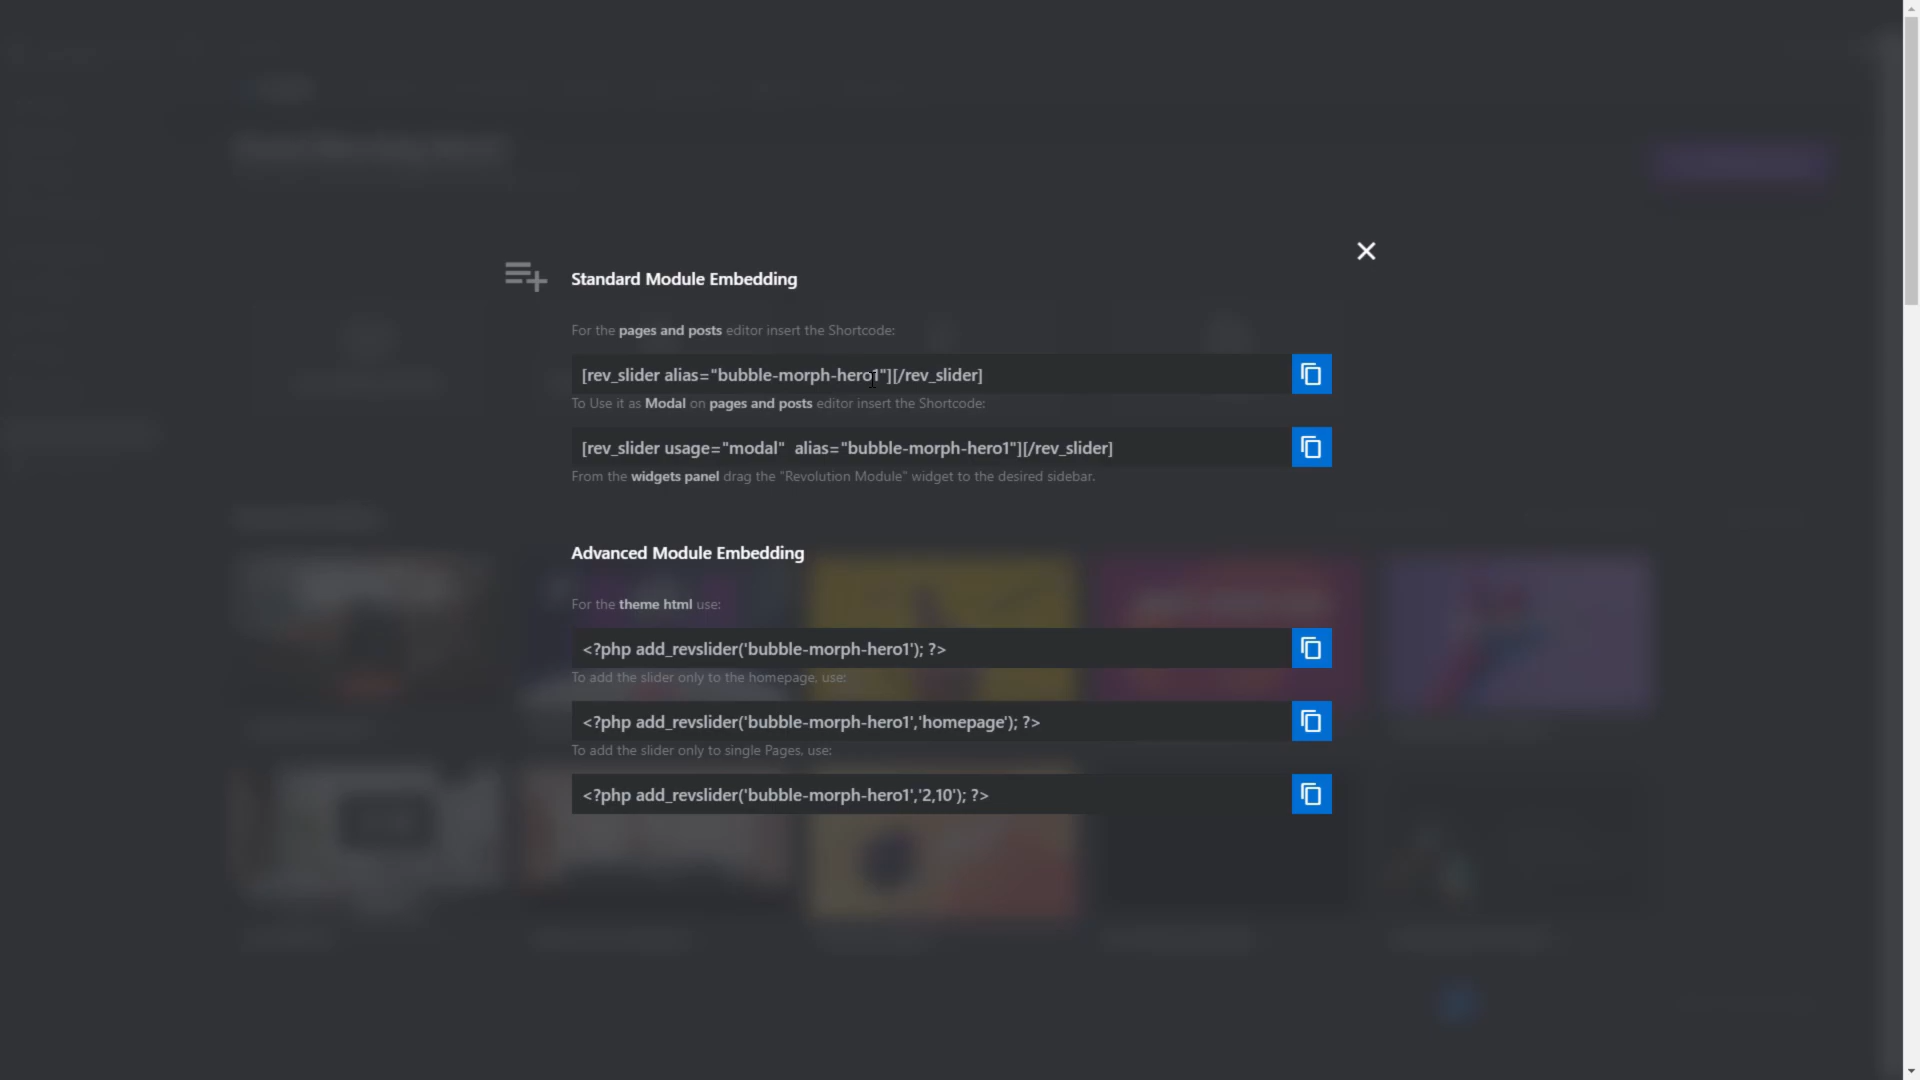 Standard Module Embedding
For the pages and posts editor insert the Shortcode:
[rev_slider alias="bubble-morph-hero1"][/rev_slider]
To Use it as Modal on pages and posts editor insert the Shortcode:
[rev_slider usage="modal"  alias="bubble-morph-hero1"][/rev_slider]
From the widgets panel drag the "Revolution Module" widget to the desired sidebar.
Advanced Module Embedding
For the theme html use:
<?php add_revslider('bubble-morph-hero1'); ?>
To add the slider only to the homepage, use:
<?php add_revslider('bubble-morph-hero1','homepage'); ?>
To add the slider only to single Pages, use:
<?php add_revslider('bubble-morph-hero1','2,10'); ?>